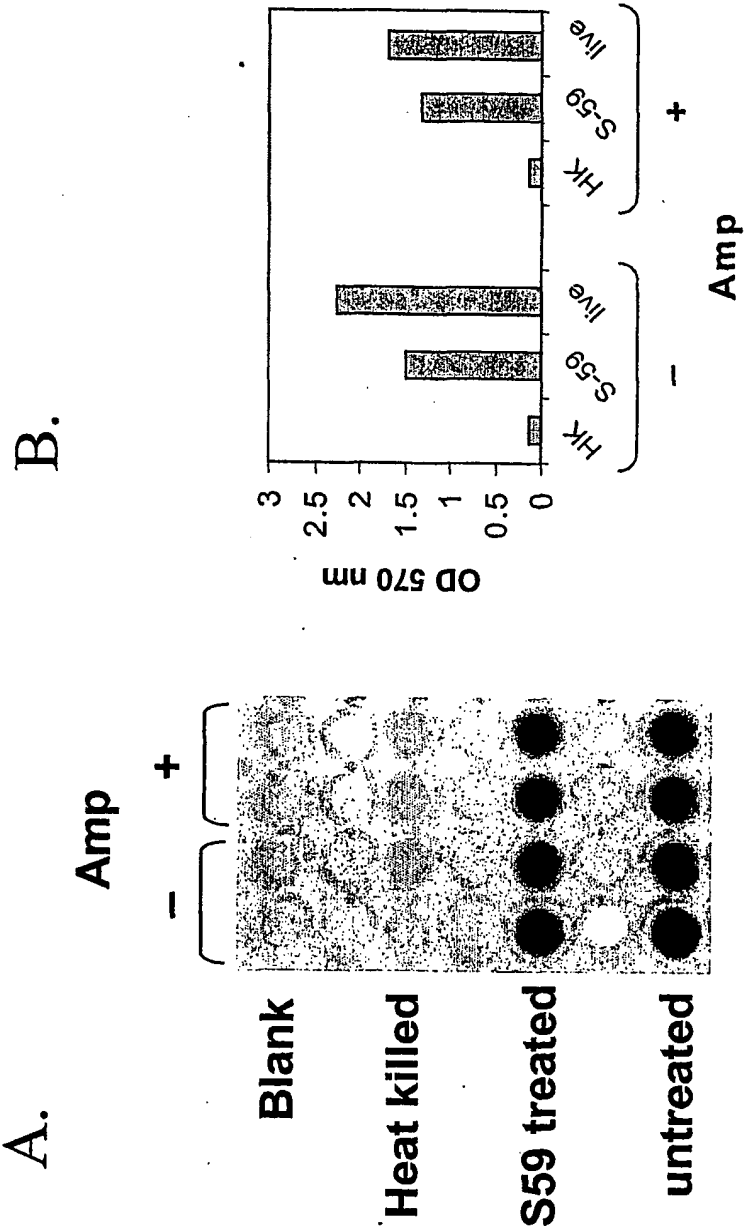 A.
Amp
− +
Blank
Heat killed
S59 treated
untreated
B.
OD 570 nm
3
2.5
2
1.5
1
0.5
0
HK S-59 live HK S-59 live
− +
Amp